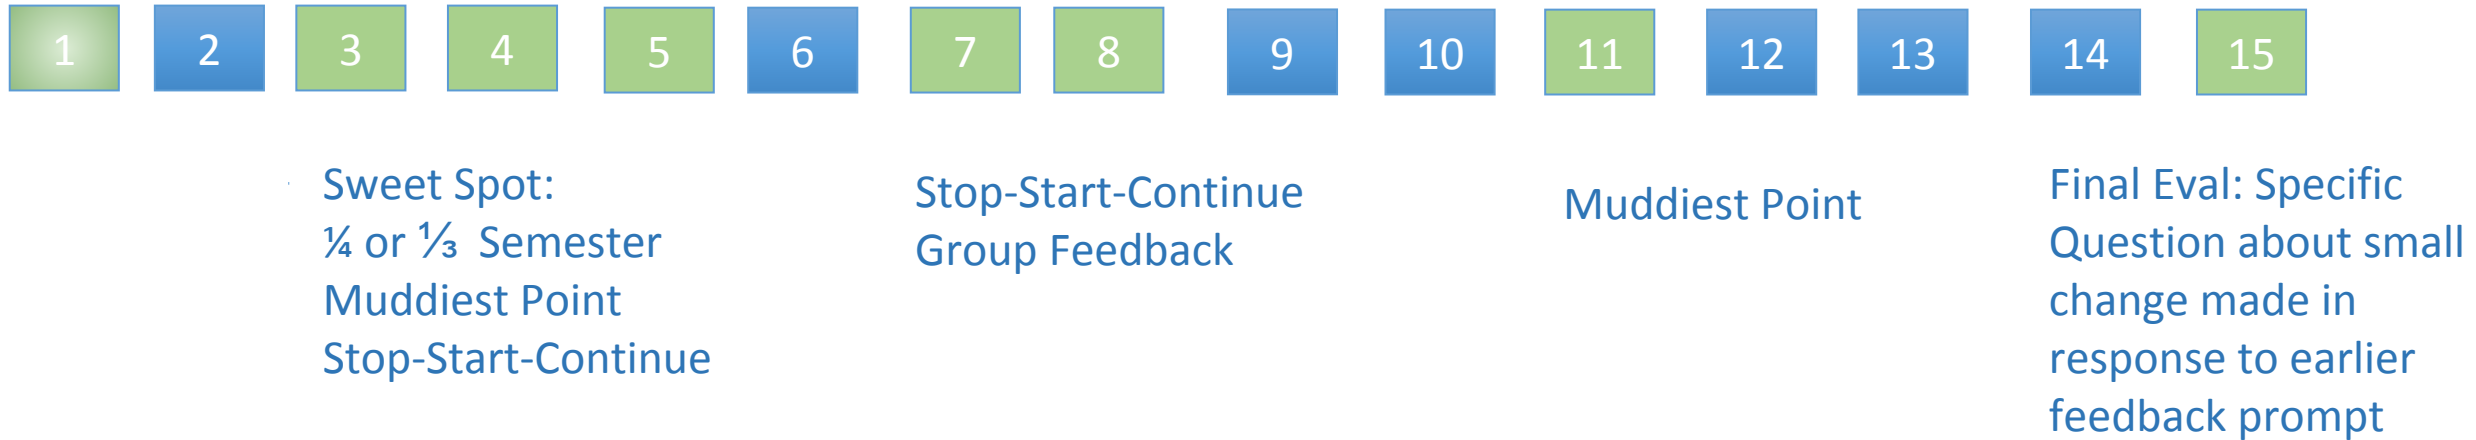 1 2 3 4 5 6 7 8 9 10 11 12 13 14 15
Sweet Spot:
¼ or ⅓ Semester
Muddiest Point
Stop-Start-Continue
Stop-Start-Continue
Group Feedback
Muddiest Point
Final Eval: Specific
Question about small
change made in
response to earlier
feedback prompt